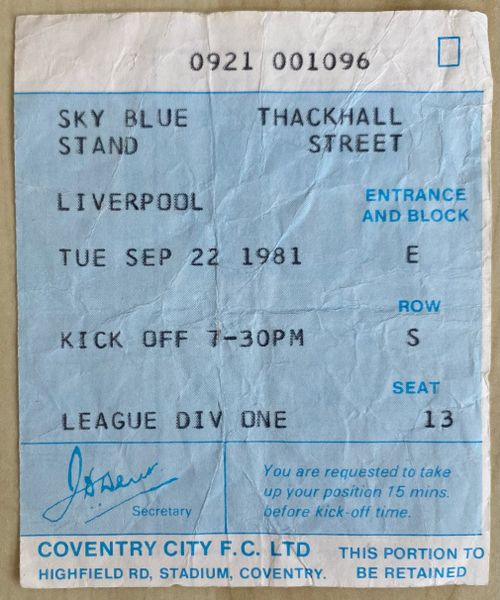 0921 001096
SKY BLUE THACKHALL
STAND STREET
LIVERPOOL
ENTRANCE
AND BLOCK
TUE SEP 22 1981 E
ROW
KICK OFF 7-30PM S
SEAT
LEAGUE DIV ONE 13
Secretary
You are requested to take
up your position 15 mins.
before kick-off time.
COVENTRY CITY F.C. LTD
HIGHFIELD RD, STADIUM, COVENTRY.
THIS PORTION TO
BE RETAINED